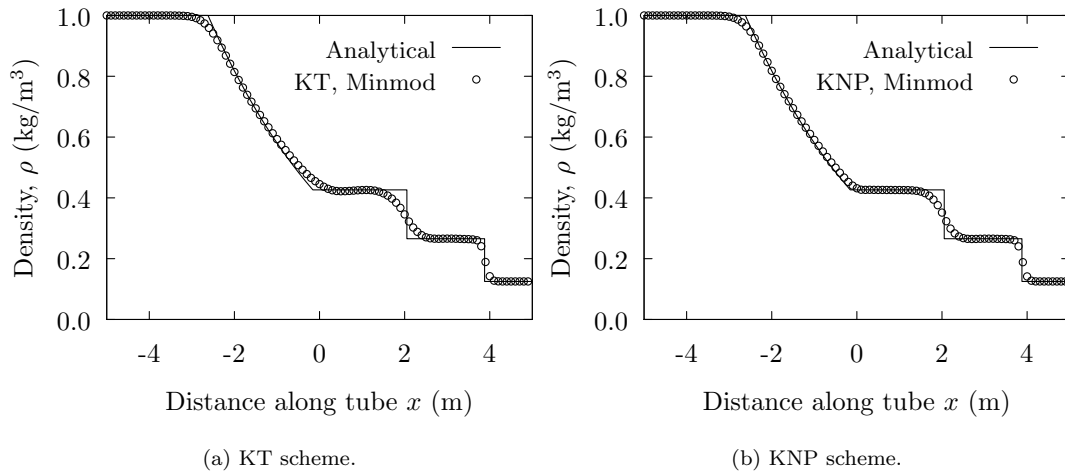 1.0
0.8
0.6
0.4
0.2
0.0
Density, ρ (kg/m³)
Analytical
KT, Minmod
-4 -2 0 2 4
Distance along tube x (m)
(a) KT scheme.
1.0
0.8
0.6
0.4
0.2
0.0
Density, ρ (kg/m³)
Analytical
KNP, Minmod
-4 -2 0 2 4
Distance along tube x (m)
(b) KNP scheme.